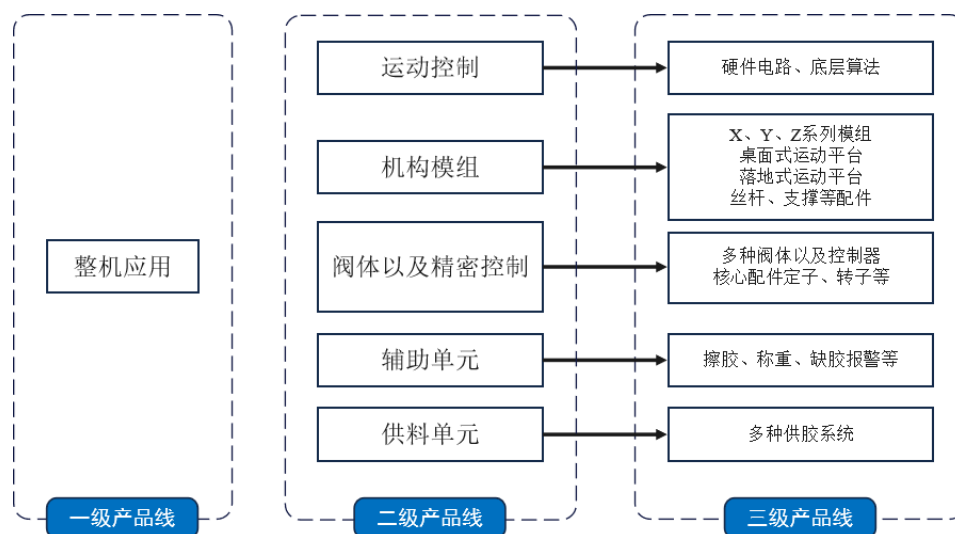 整机应用
一级产品线
运动控制
机构模组
阀体以及精密控制
辅助单元
供料单元
二级产品线
硬件电路、底层算法
X、Y、Z系列模组
桌面式运动平台
落地式运动平台
丝杆、支撑等配件
多种阀体以及控制器
核心配件定子、转子等
擦胶、称重、缺胶报警等
多种供胶系统
三级产品线